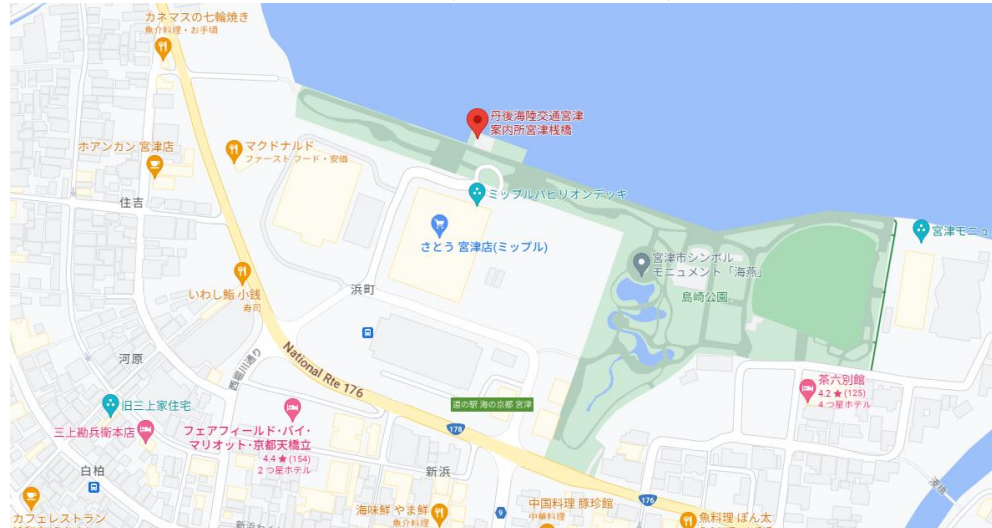 カネマスの七輪焼き
魚介料理・お手頃
丹後海陸交通宮津
案内所宮津桟橋
ホアンカン 宮津店
マクドナルド
ファースト フード・安価
住吉
ミップルパビリオンデッキ
さとう 宮津店(ミップル)
宮津モニュ
宮津市シンボル
モニュメント「海燕」
島崎公園
いわし鮨 小銭
寿司
浜町
西堀川通り
National Rte 176
河原
旧三上家住宅
三上勘兵衛本店
フェアフィールド・バイ・
マリオット・京都天橋立
4.4 ★ (154)
2 つ星ホテル
道の駅 海の京都 宮津
178
茶六別館
4.2 ★ (125)
4 つ星ホテル
白柏
新浜
176
海味鮮 やま鮮
魚介料理
9
中国料理 豚珍館
中華料理
魚料理 ぽん太
カフェレストラン